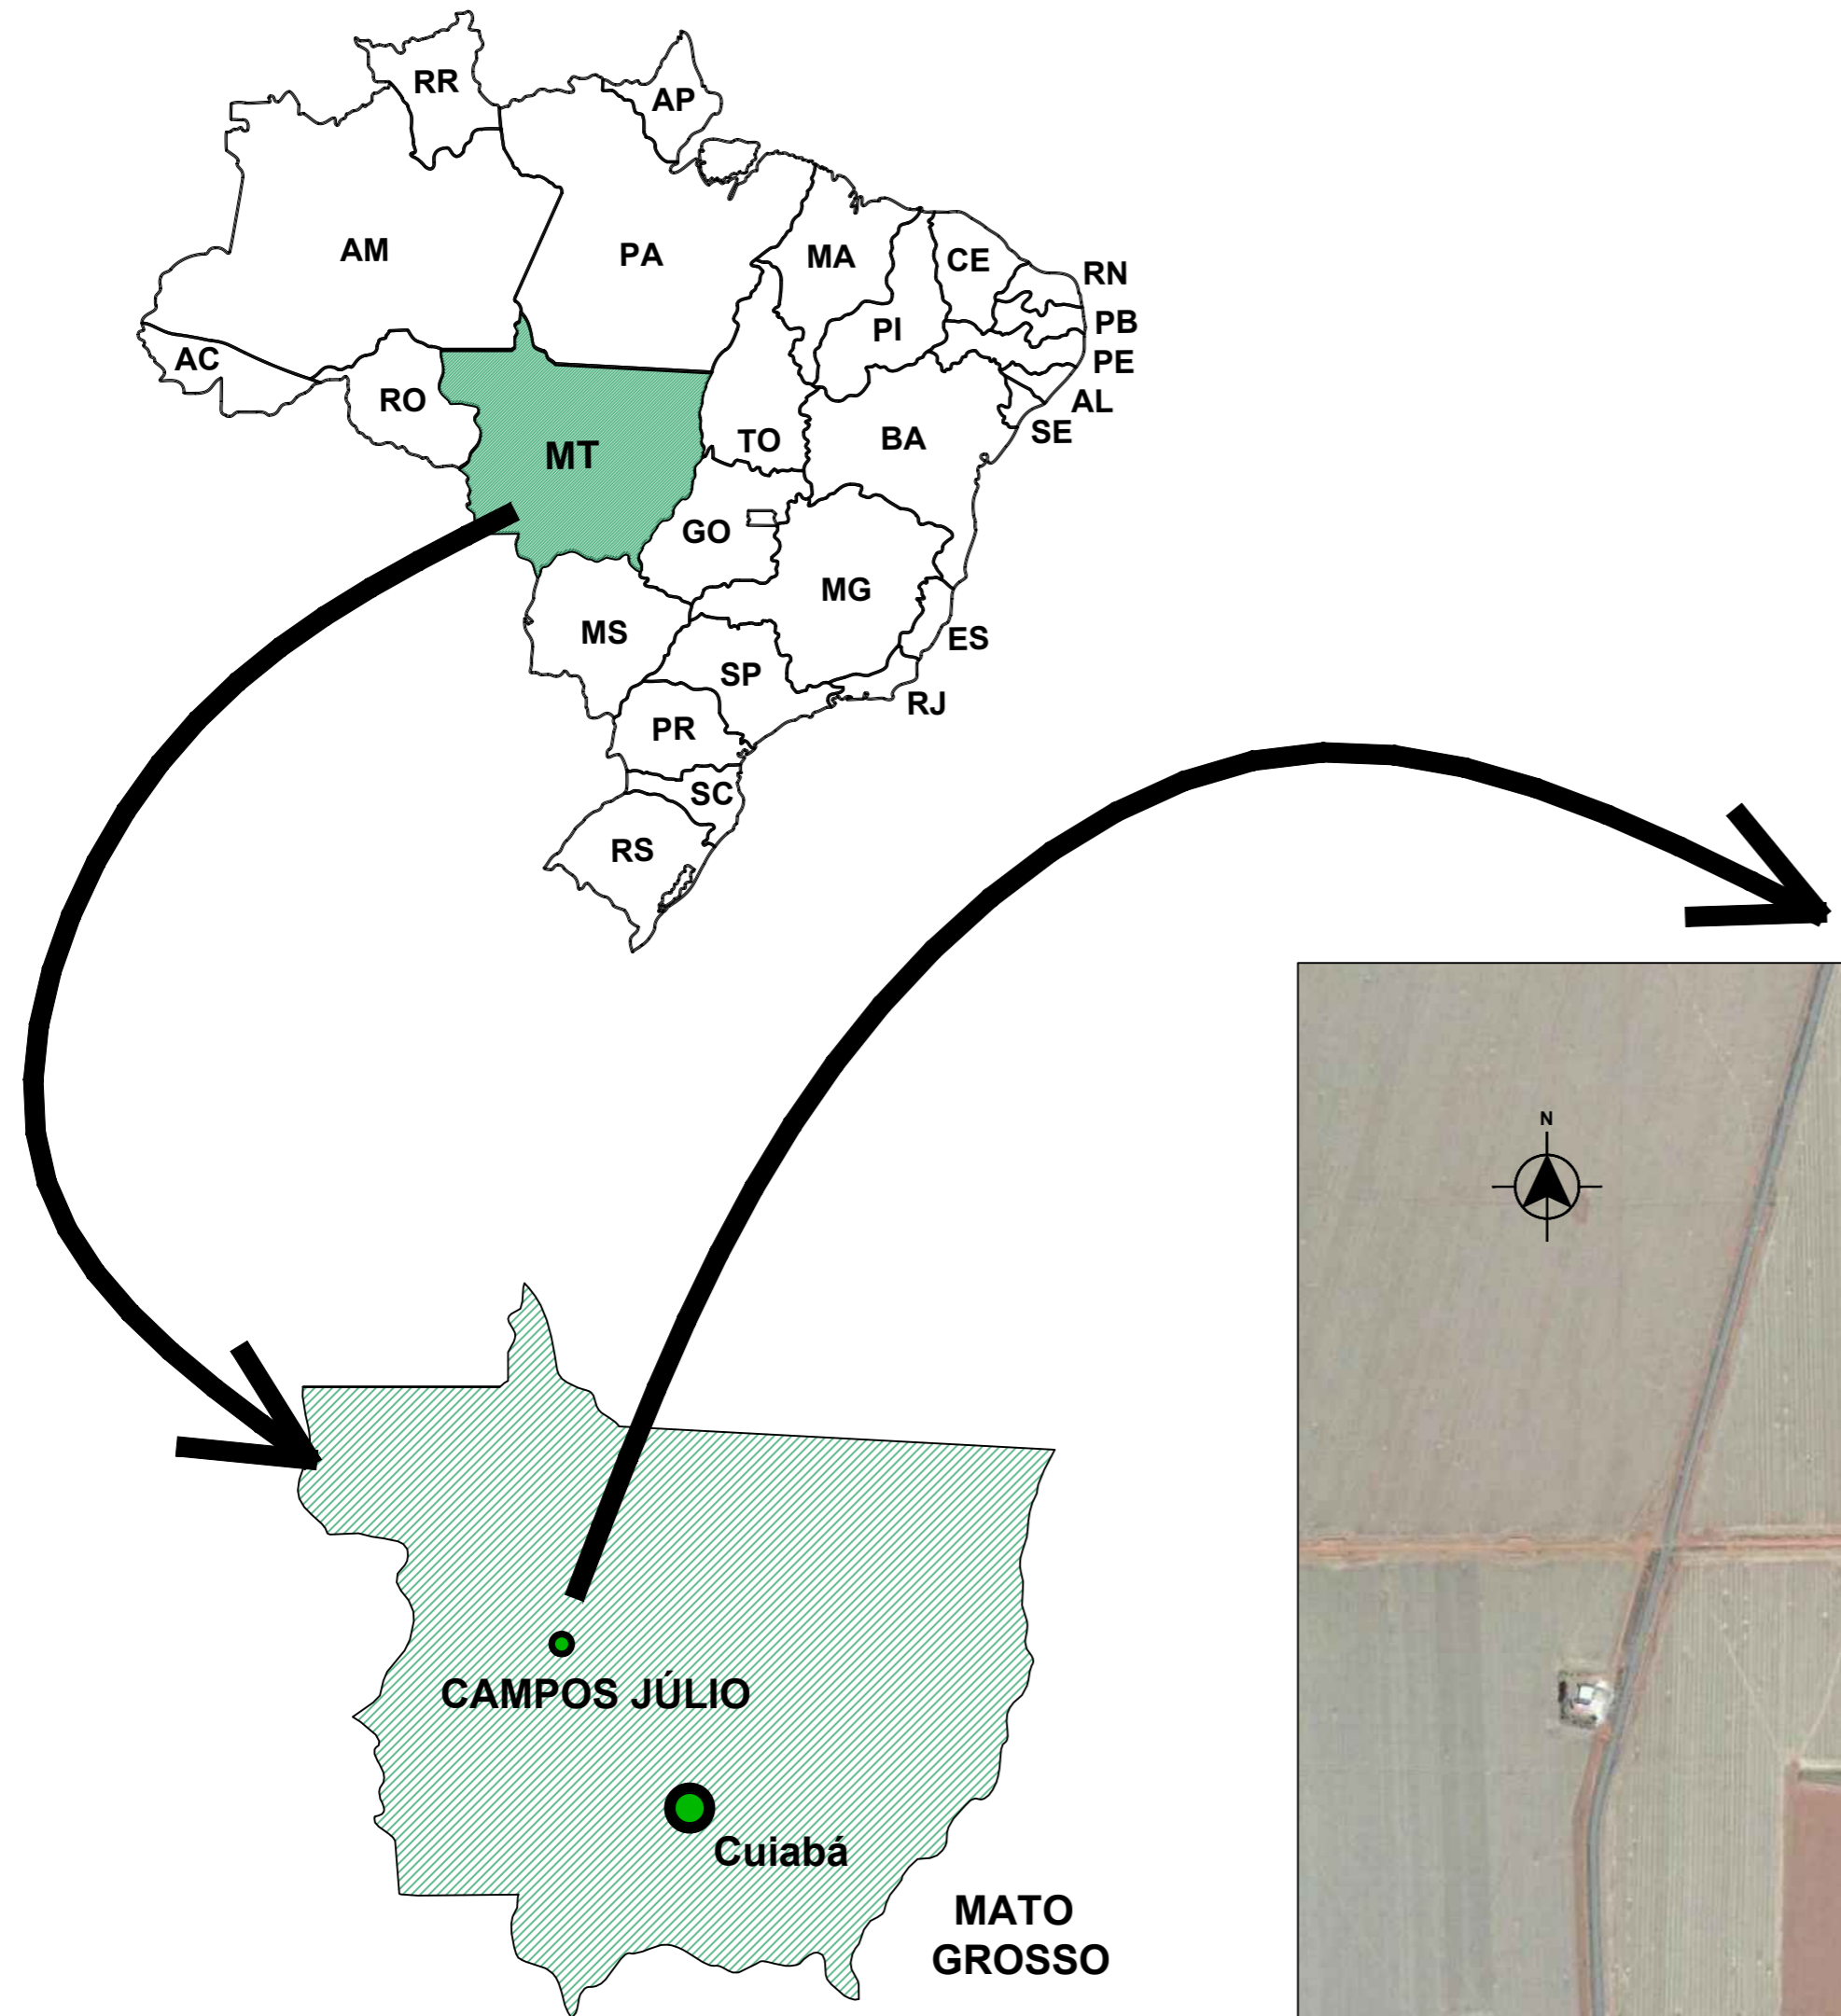 RR
AP
AM
PA
MA
CE
RN
PI
PB
PE
AC
RO
AL
SE
BA
TO
MT
GO
MG
MS
ES
SP
RJ
PR
SC
RS
N
CAMPOS JÚLIO
Cuiabá
MATO
GROSSO